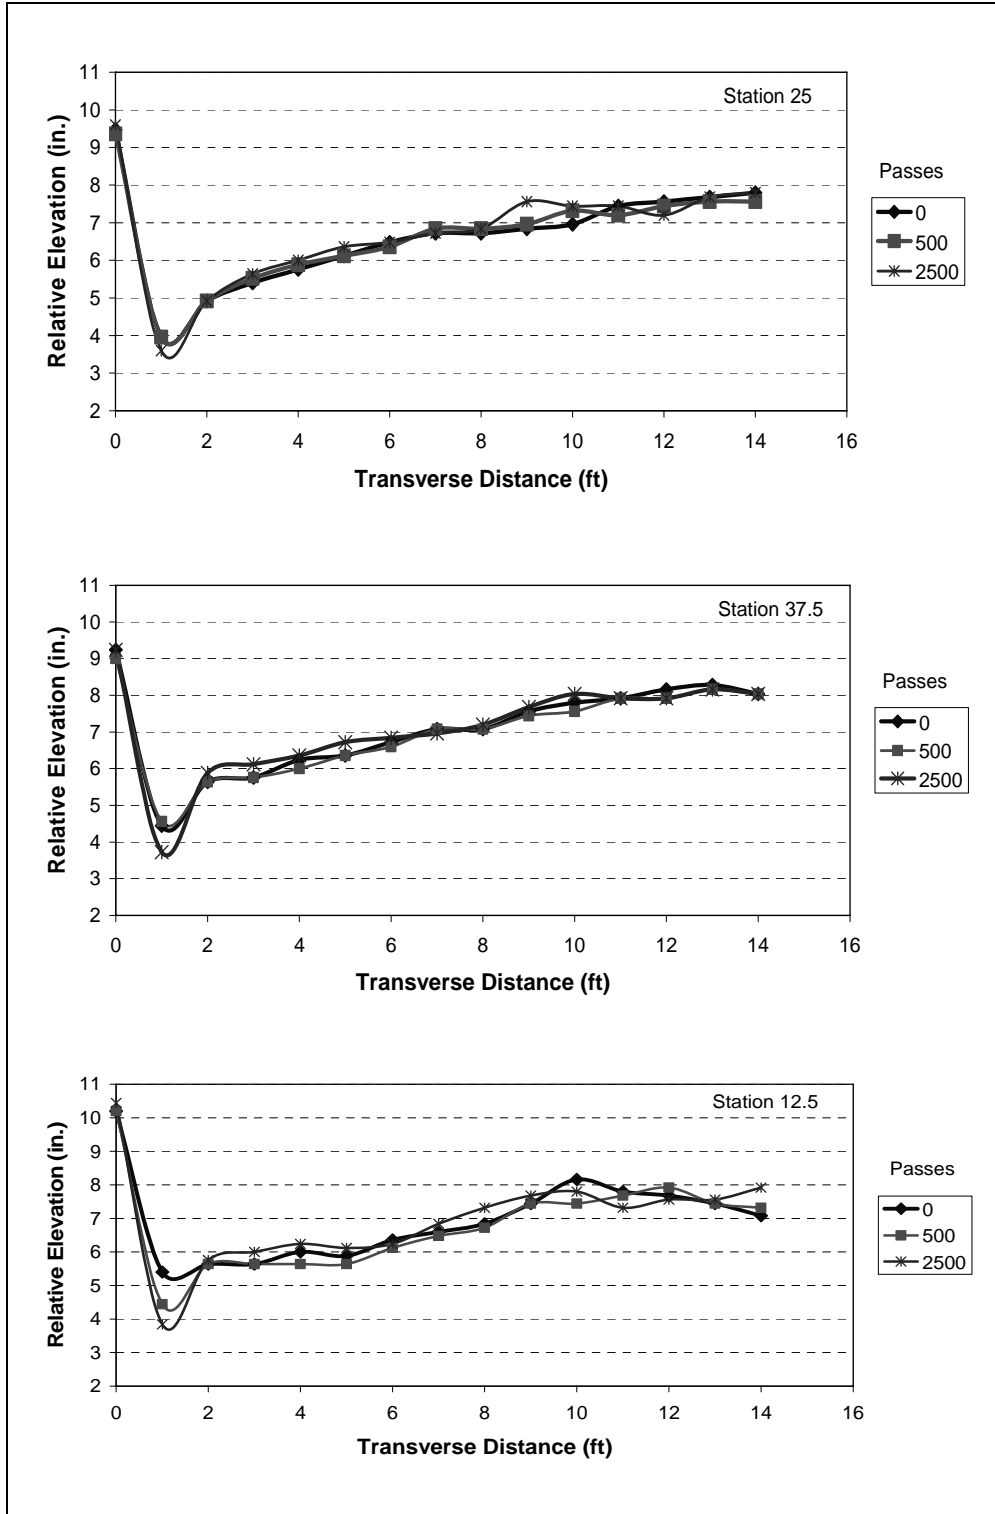 Station 25
11
10
9
8
7
6
5
4
3
2
Relative Elevation (in.)
0 2 4 6 8 10 12 14 16
Transverse Distance (ft)
Passes
0
500
2500
Station 37.5
11
10
9
8
7
6
5
4
3
2
Relative Elevation (in.)
0 2 4 6 8 10 12 14 16
Transverse Distance (ft)
Passes
0
500
2500
Station 12.5
11
10
9
8
7
6
5
4
3
2
Relative Elevation (in.)
0 2 4 6 8 10 12 14 16
Transverse Distance (ft)
Passes
0
500
2500